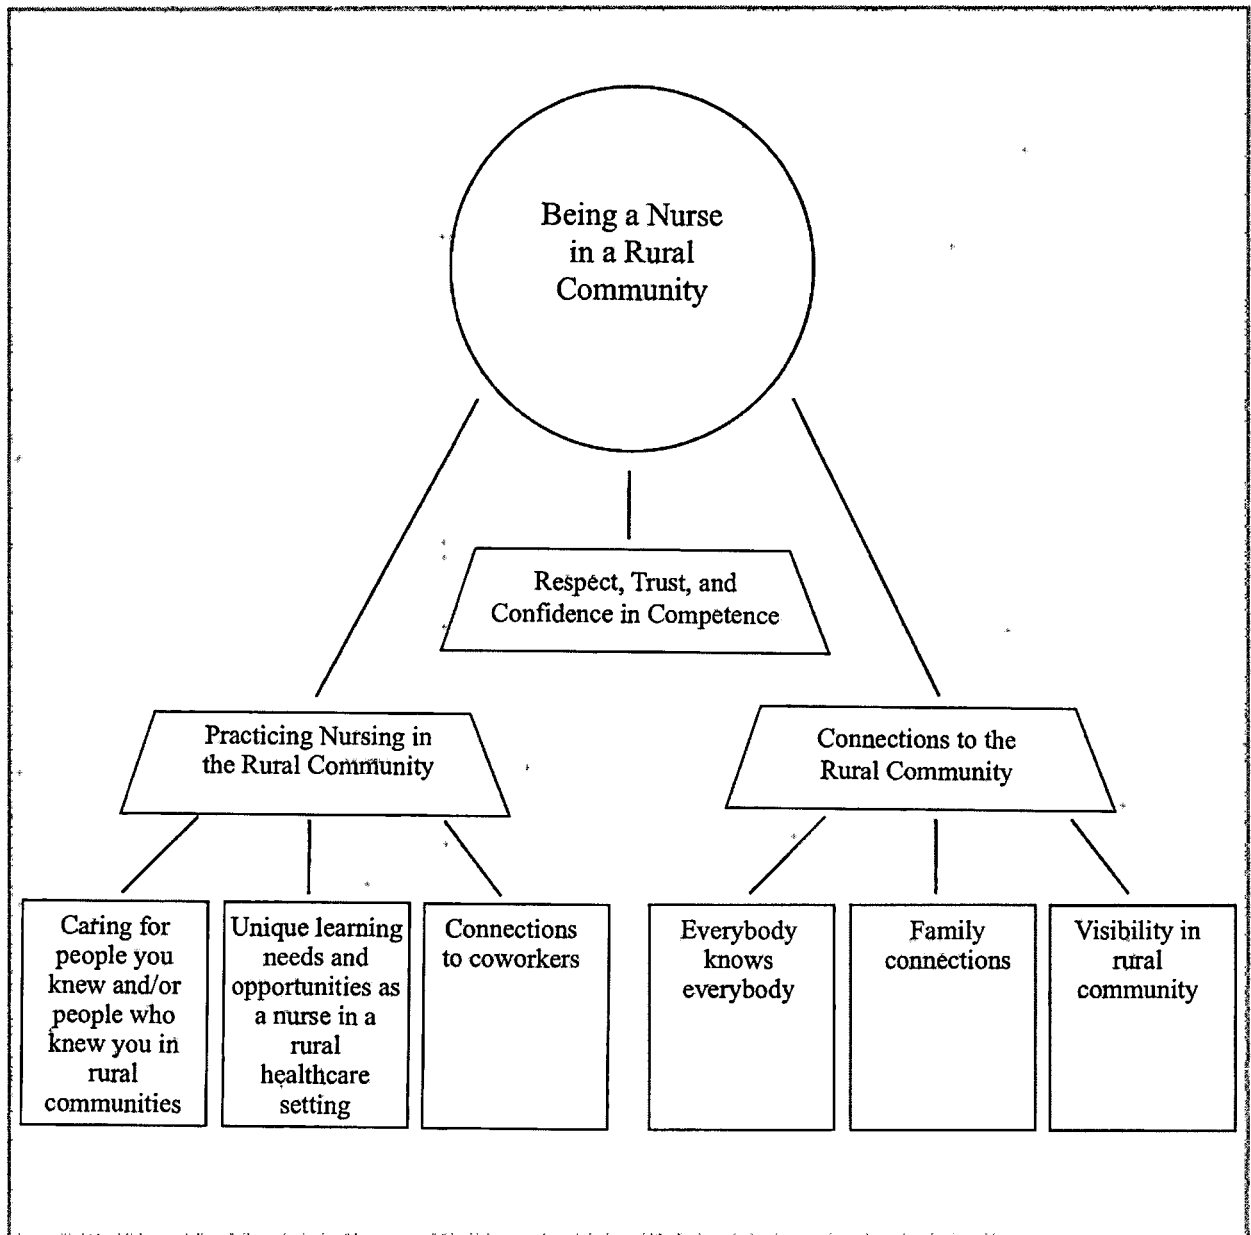 Being a Nurse
in a Rural
Community
Respect, Trust, and
Confidence in Competence
Practicing Nursing in
the Rural Community
Connections to the
Rural Community
Caring for
people you
knew and/or
people who
knew you in
rural
communities
Unique learning
needs and
opportunities as
a nurse in a
rural
healthcare
setting
Connections
to coworkers
Everybody
knows
everybody
Family
connections
Visibility in
rural
community